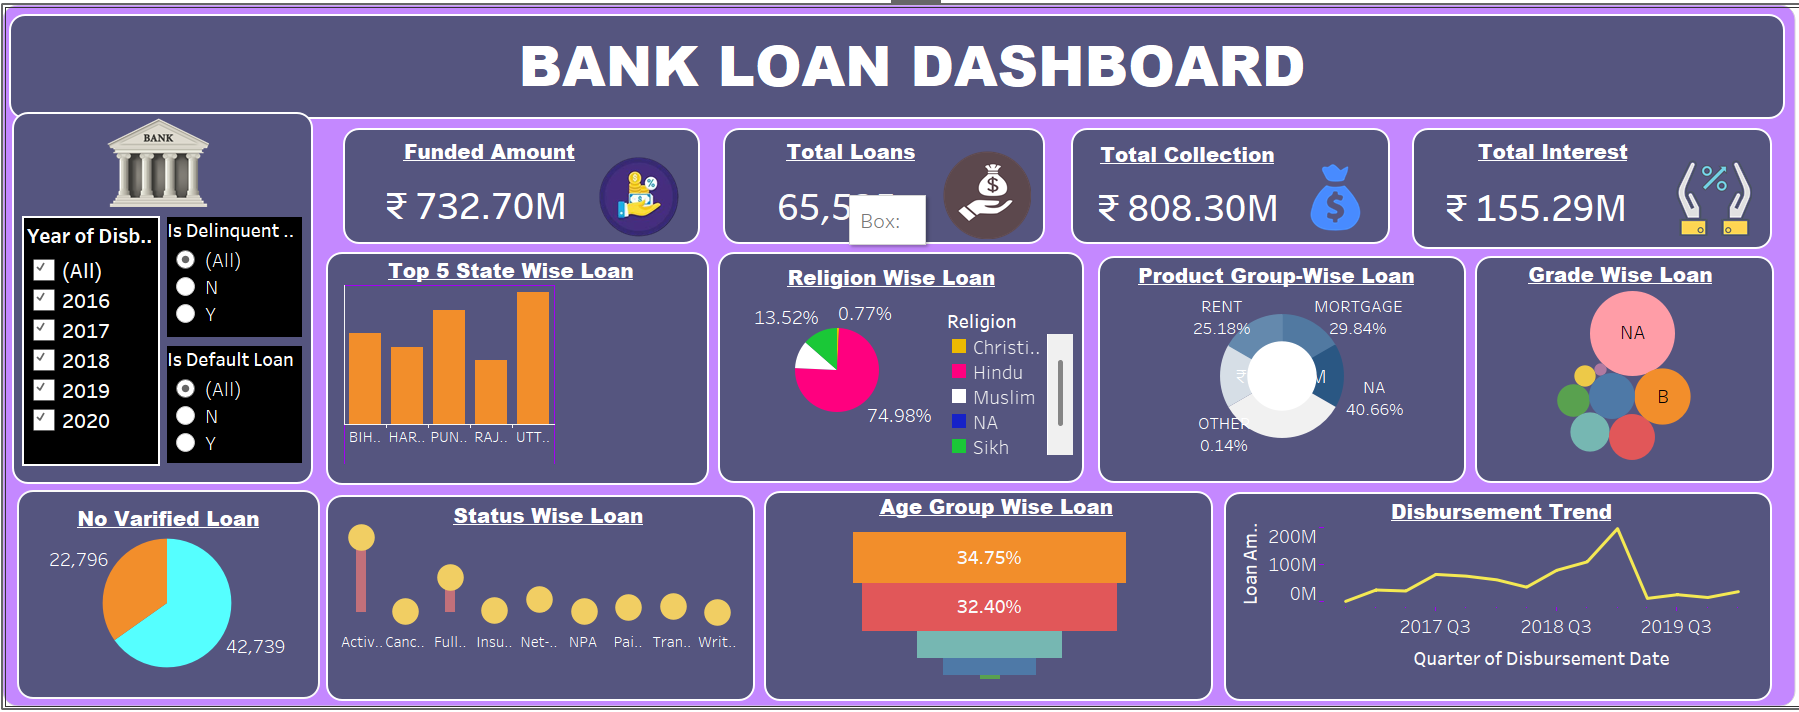 BANK LOAN DASHBOARD
BANK
Year of Disb..
(All)
2016
2017
2018
2019
2020
Is Delinquent ..
(All)
N
Y
Is Default Loan
(All)
N
Y
Funded Amount
₹ 732.70M
Total Loans
65,5
Box:
Total Collection
₹ 808.30M
Total Interest
₹ 155.29M
Top 5 State Wise Loan
BIH.. HAR.. PUN.. RAJ.. UTT..
Religion Wise Loan
13.52%
0.77%
74.98%
Religion
Christi..
Hindu
Muslim
NA
Sikh
Product Group-Wise Loan
RENT
25.18%
MORTGAGE
29.84%
₹ M
NA
40.66%
OTHER
0.14%
Grade Wise Loan
NA
B
No Varified Loan
22,796
42,739
Status Wise Loan
Activ.. Canc.. Full.. Insu.. Net-.. NPA Pai.. Tran.. Writ..
Age Group Wise Loan
34.75%
32.40%
Disbursement Trend
Loan Am..
200M
100M
0M
2017 Q3 2018 Q3 2019 Q3
Quarter of Disbursement Date